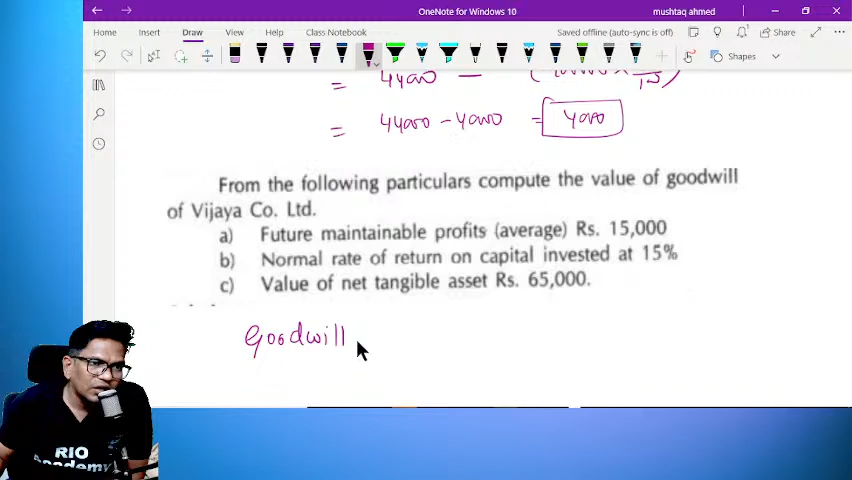 OneNote for Windows 10
mushtaq ahmed
Home Insert Draw View Help Class Notebook
Saved offline (auto-sync is off)
Share
Shapes
=
4400 -
=
4400 - 4000 = 400
From the following particulars compute the value of goodwill
of Vijaya Co. Ltd.
a) Future maintainable profits (average) Rs. 15,000
b) Normal rate of return on capital invested at 15%
c) Value of net tangible asset Rs. 65,000.
Goodwill
RIO
Academy